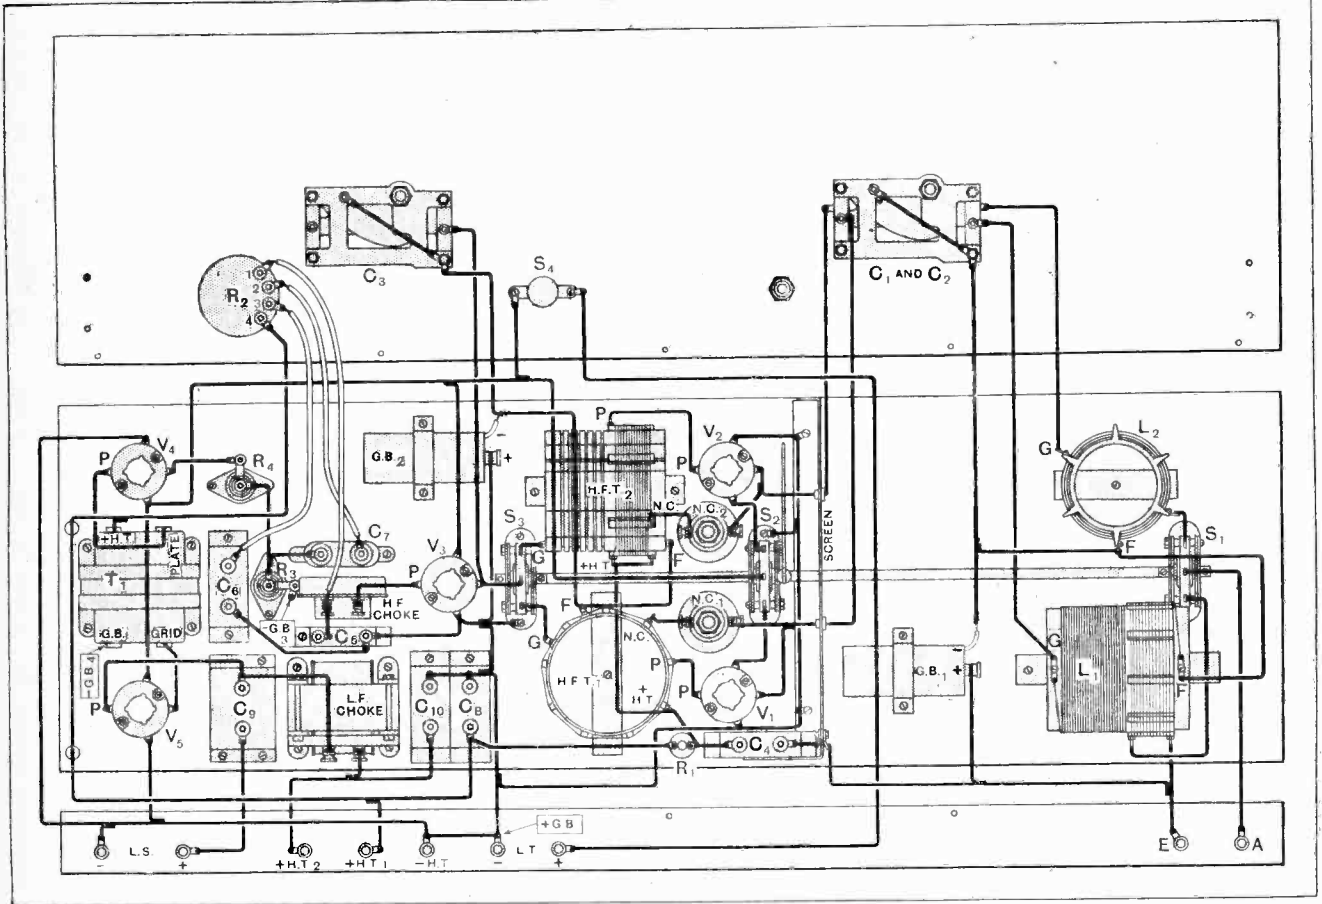 C3
S4
C1 AND C2
1
2
R2
3
4
P
V2
L2
V4
G
P
R4
G.B.2
-
+
P
H.F.T.2
N.C.
N.C.2
S2
SCREEN
S3
C7
S1
+H.T.
PLATE
V3
G
F
F
T1
P
+H.T
C6
R3
H.F.
CHOKE
N.C.1
F
-G.B.3
C5
N.C.
G
-G.B.
GRID
G
-
-G.B.4
P
G.B.1
+
L1
F
H.F.T.1
+
H.T
P
L.F.
CHOKE
P
C9
C10
C8
V5
V1
C4
R1
+G.B
L.S.
-
+
+H.T2
+H.T1
-H.T
-
L.T
+
E
A